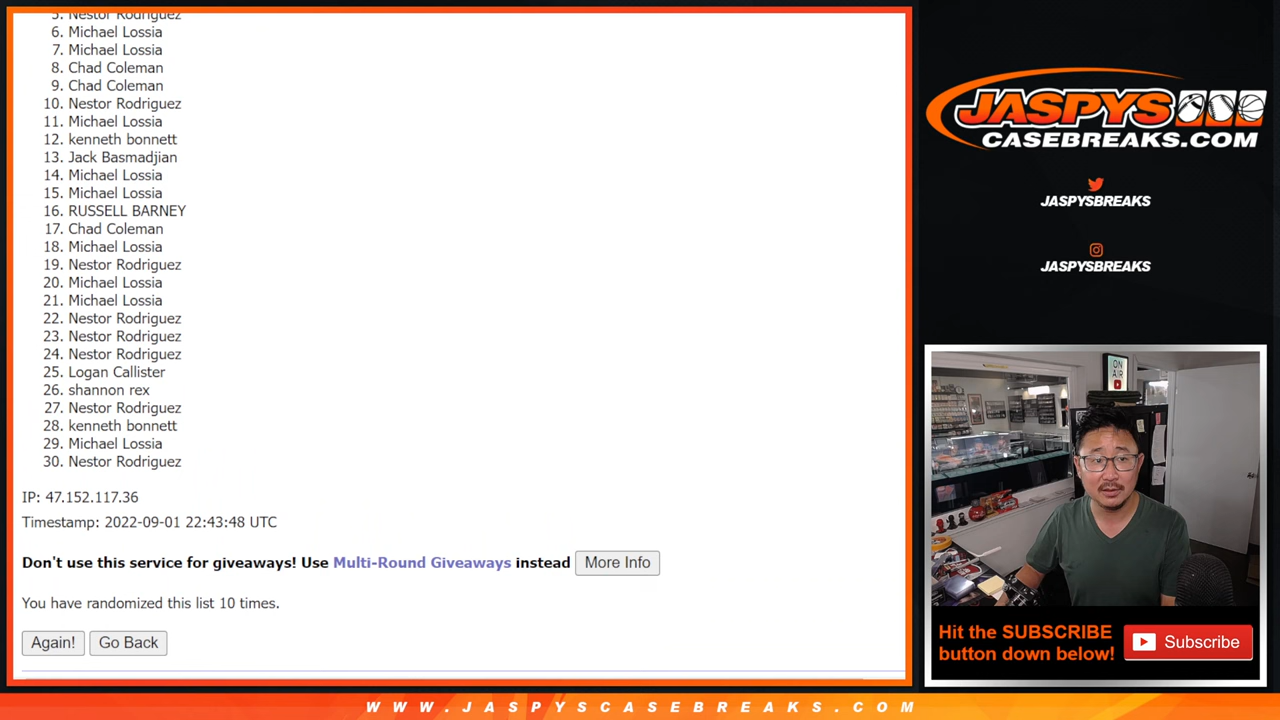 5. Nestor Rodriguez
6. Michael Lossia
7. Michael Lossia
8. Chad Coleman
9. Chad Coleman
10. Nestor Rodriguez
11. Michael Lossia
12. kenneth bonnett
13. Jack Basmadjian
14. Michael Lossia
15. Michael Lossia
16. RUSSELL BARNEY
17. Chad Coleman
18. Michael Lossia
19. Nestor Rodriguez
20. Michael Lossia
21. Michael Lossia
22. Nestor Rodriguez
23. Nestor Rodriguez
24. Nestor Rodriguez
25. Logan Callister
26. shannon rex
27. Nestor Rodriguez
28. kenneth bonnett
29. Michael Lossia
30. Nestor Rodriguez
IP: 47.152.117.36
Timestamp: 2022-09-01 22:43:48 UTC
Don't use this service for giveaways! Use Multi-Round Giveaways instead More Info
You have randomized this list 10 times.
Again! Go Back
JASPYS
CASEBREAKS.COM
JASPYSBREAKS
JASPYSBREAKS
ON
AIR
Hit the SUBSCRIBE
button down below!
Subscribe
WWW.JASPYSCASEBREAKS.COM